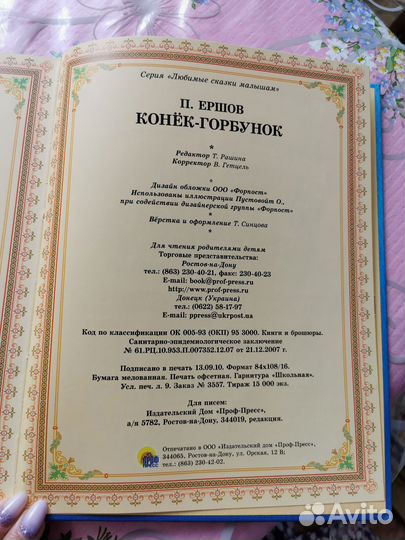 Серия «Любимые сказки малышам»
П. ЕРШОВ
КОНЁК-ГОРБУНОК
*
Редактор Т. Рашина
Корректор В. Гетцель
*
Дизайн обложки ООО «Форпост»
Использованы иллюстрации Пустовойт О.,
при содействии дизайнерской группы «Форпост»
*
Вёрстка и оформление Т. Синцова
*
Для чтения родителями детям
Торговые представительства:
Ростов-на-Дону
тел.: (863) 230-40-21, факс: 230-40-23
E-mail: book@prof-press.ru
http://www.prof-press.ru
Донецк (Украина)
тел.: (0622) 58-17-97
E-mail: ppress@ukrpost.ua
Код по классификации ОК 005-93 (ОКП) 95 3000. Книги и брошюры.
Санитарно-эпидемиологическое заключение
№ 61.РЦ.10.953.П.007352.12.07 от 21.12.2007 г.
Подписано в печать 13.09.10. Формат 84х108/16.
Бумага мелованная. Печать офсетная. Гарнитура «Школьная».
Усл. печ. л. 9. Заказ № 3557. Тираж 15 000 экз.
Для писем:
Издательский Дом «Проф-Пресс»,
а/я 5782, Ростов-на-Дону, 344019, редакция.
ПРОФ ПРЕСС
Отпечатано в ООО «Издательский дом «Проф-Пресс»,
344065, Ростов-на-Дону, ул. Орская, 12 В;
тел.: (863) 230-42-02.
Avito